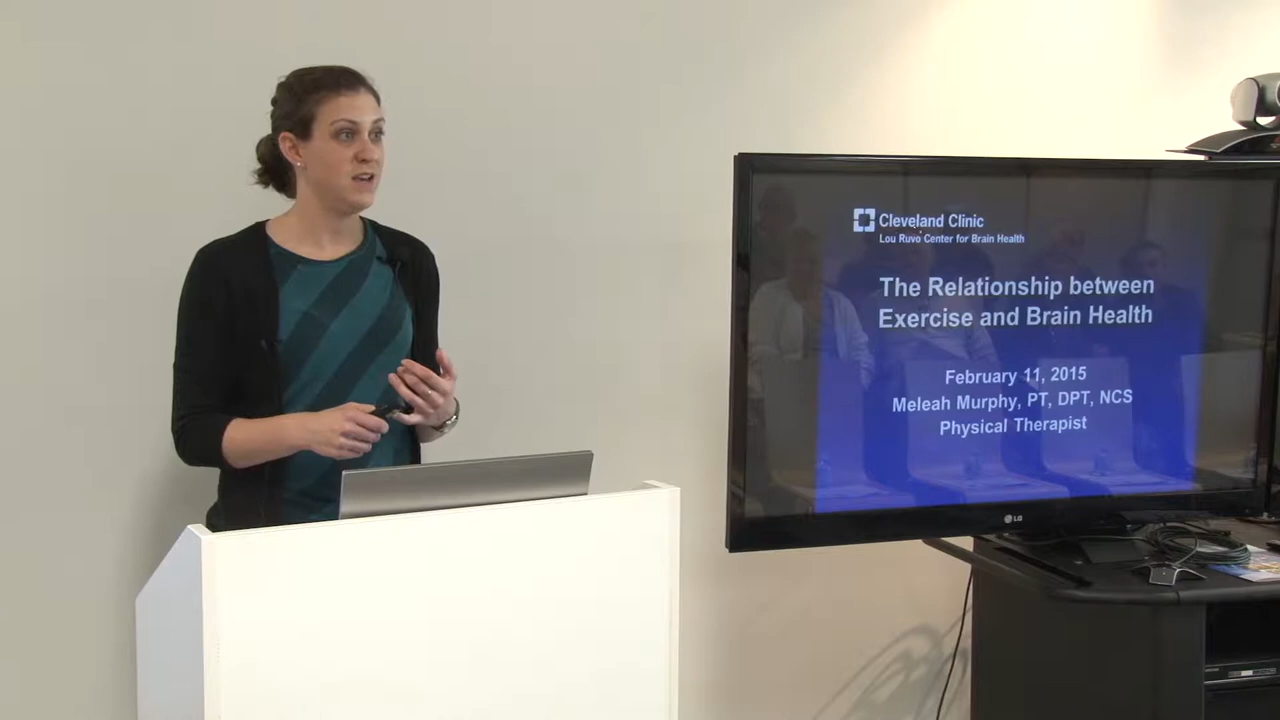 Cleveland Clinic
Lou Ruvo Center for Brain Health
The Relationship between
Exercise and Brain Health
February 11, 2015
Meleah Murphy, PT, DPT, NCS
Physical Therapist
LG